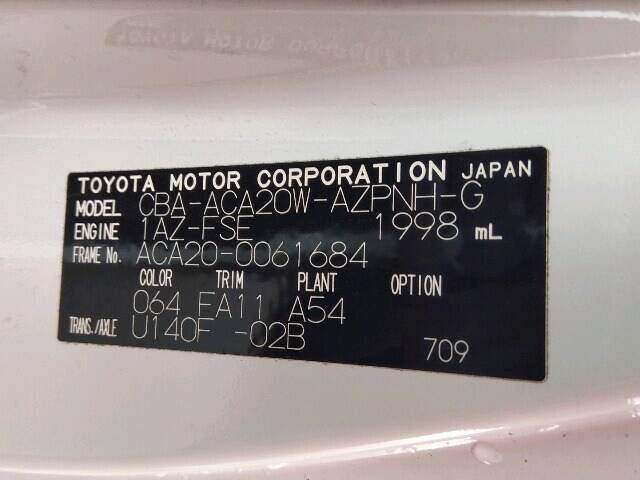 TOYOTA MOTOR CORPORATION JAPAN
MODEL CBA-ACA20W-AZPNH-G
ENGINE 1AZ-FSE 1998 mL
FRAME No. ACA20-0061684
COLOR TRIM PLANT OPTION
064 FA11 A54
TRANS./AXLE U140F -02B
709